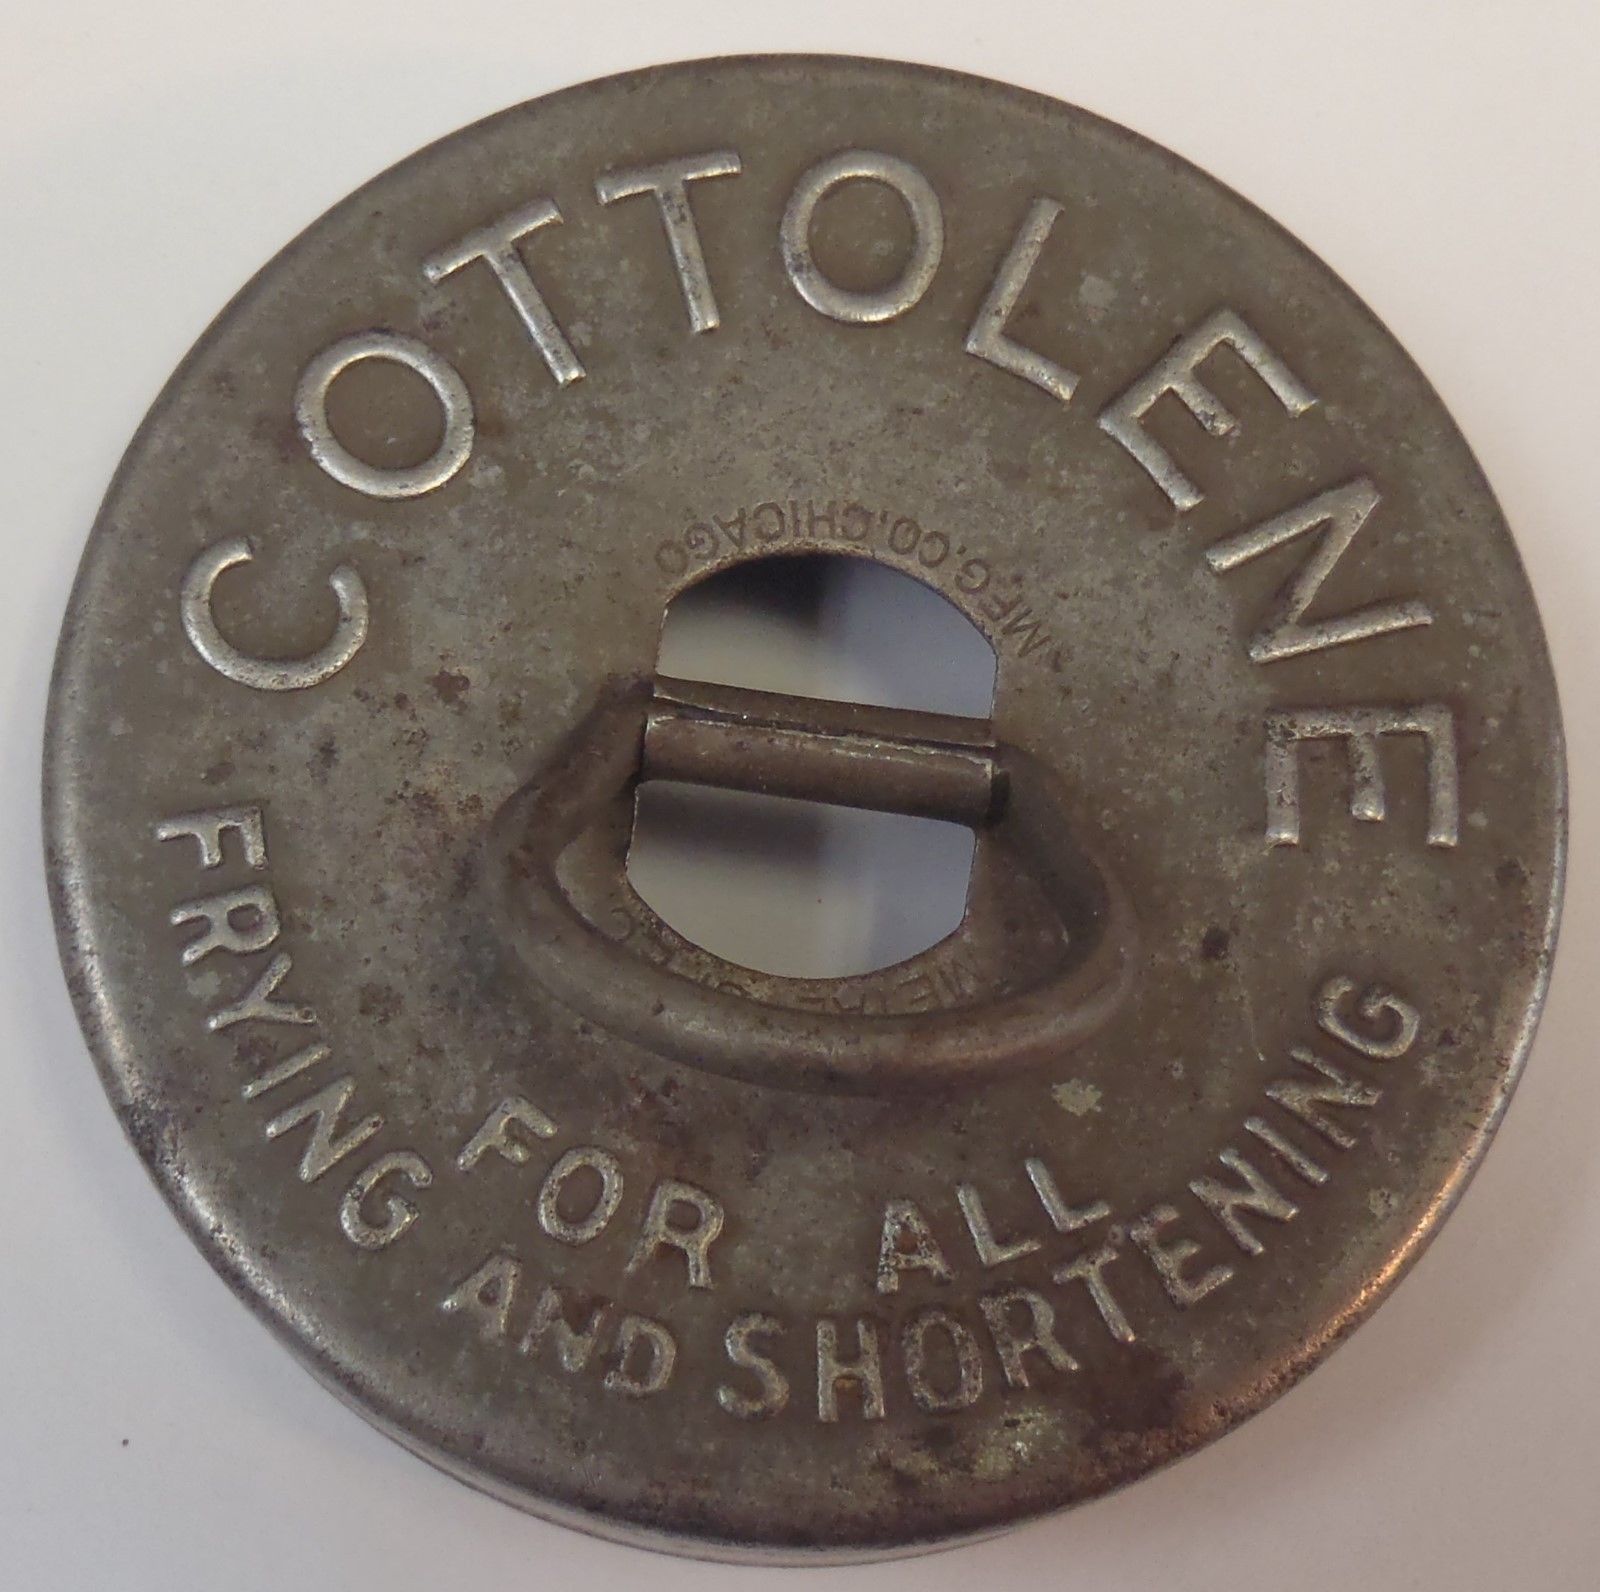 COTTOLENE
FOR ALL
FRYING AND SHORTENING
MFG.CO.CHICAGO